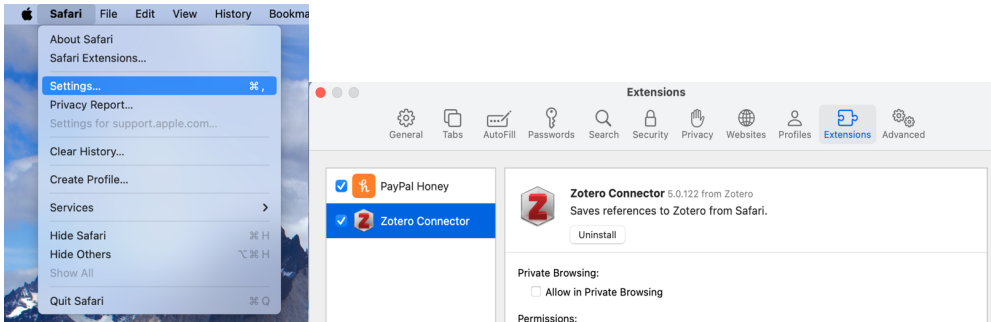 Safari File Edit View History Bookma
About Safari
Safari Extensions...
Settings... ⌘ ,
Privacy Report...
Settings for support.apple.com...
Clear History...
Create Profile...
Services >
Hide Safari ⌘ H
Hide Others ⌥ ⌘ H
Show All
Quit Safari ⌘ Q
Extensions
General Tabs AutoFill Passwords Search Security Privacy Websites Profiles Extensions Advanced
PayPal Honey
Zotero Connector
Zotero Connector 5.0.122 from Zotero
Saves references to Zotero from Safari.
Uninstall
Private Browsing:
Allow in Private Browsing
Permissions: